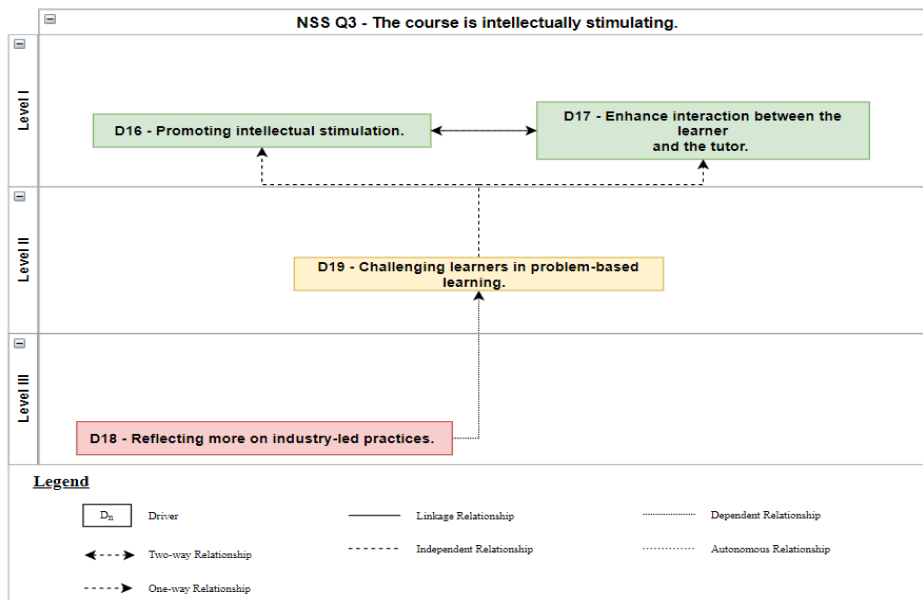 NSS Q3 - The course is intellectually stimulating.
Level I
D16 - Promoting intellectual stimulation.
D17 - Enhance interaction between the
learner
and the tutor.
Level II
D19 - Challenging learners in problem-based
learning.
Level III
D18 - Reflecting more on industry-led practices.
Legend
Dn
Driver
Linkage Relationship
Dependent Relationship
Two-way Relationship
Independent Relationship
Autonomous Relationship
One-way Relationship